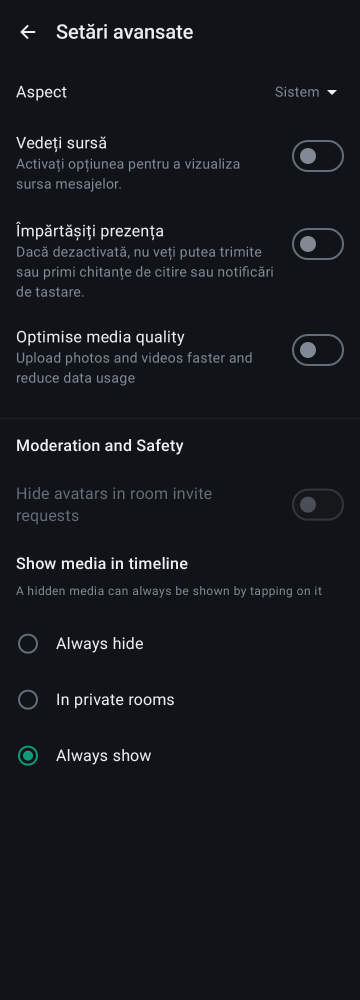 Setări avansate
Aspect
Sistem
Vedeți sursă
Activați opțiunea pentru a vizualiza
sursa mesajelor.
Împărtășiți prezența
Dacă dezactivată, nu veți putea trimite
sau primi chitanțe de citire sau notificări
de tastare.
Optimise media quality
Upload photos and videos faster and
reduce data usage
Moderation and Safety
Hide avatars in room invite
requests
Show media in timeline
A hidden media can always be shown by tapping on it
Always hide
In private rooms
Always show